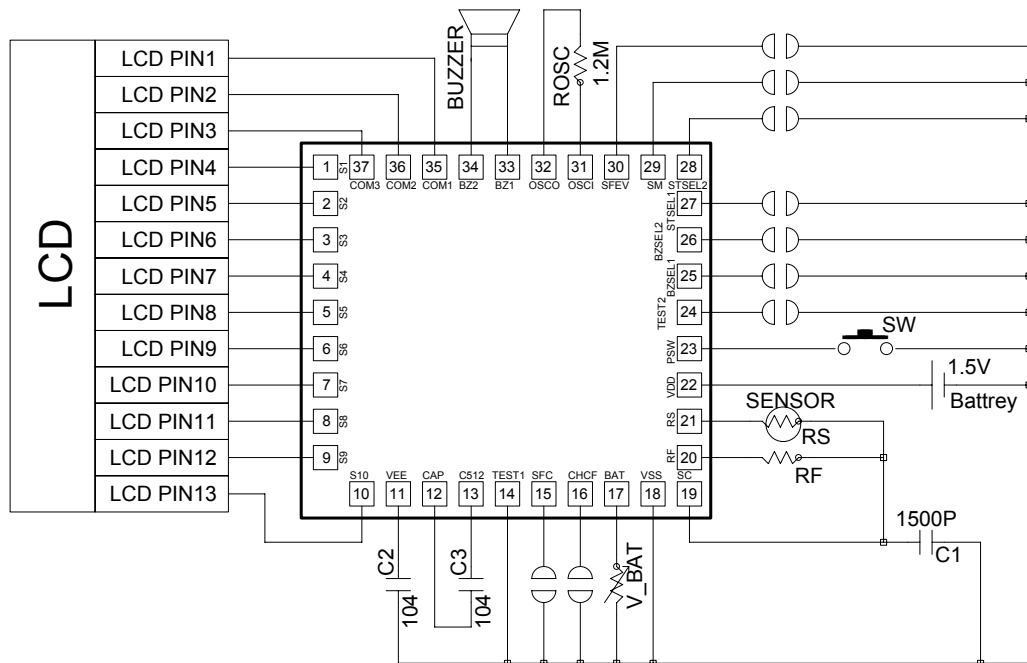 LCD
LCD PIN1
LCD PIN2
LCD PIN3
LCD PIN4
LCD PIN5
LCD PIN6
LCD PIN7
LCD PIN8
LCD PIN9
LCD PIN10
LCD PIN11
LCD PIN12
LCD PIN13
BUZZER
ROSC
1.2M
37 36 35 34 33 32 31 30 29 28
COM3 COM2 COM1 BZ2 BZ1 OSCO OSCI SFEV SM STSEL2
1 S1
2 S2
3 S3
4 S4
5 S5
6 S6
7 S7
8 S8
9 S9
27 STSEL1
26 BZSEL2
25 BZSEL1
24 TEST2
23 PSW
22 VDD
21 RS
20 RF
SW
1.5V
Battrey
SENSOR
RS
RF
S10 VEE CAP C512 TEST1 SFC CHCF BAT VSS SC
10 11 12 13 14 15 16 17 18 19
1500P
C1
C2
104
C3
104
V_BAT